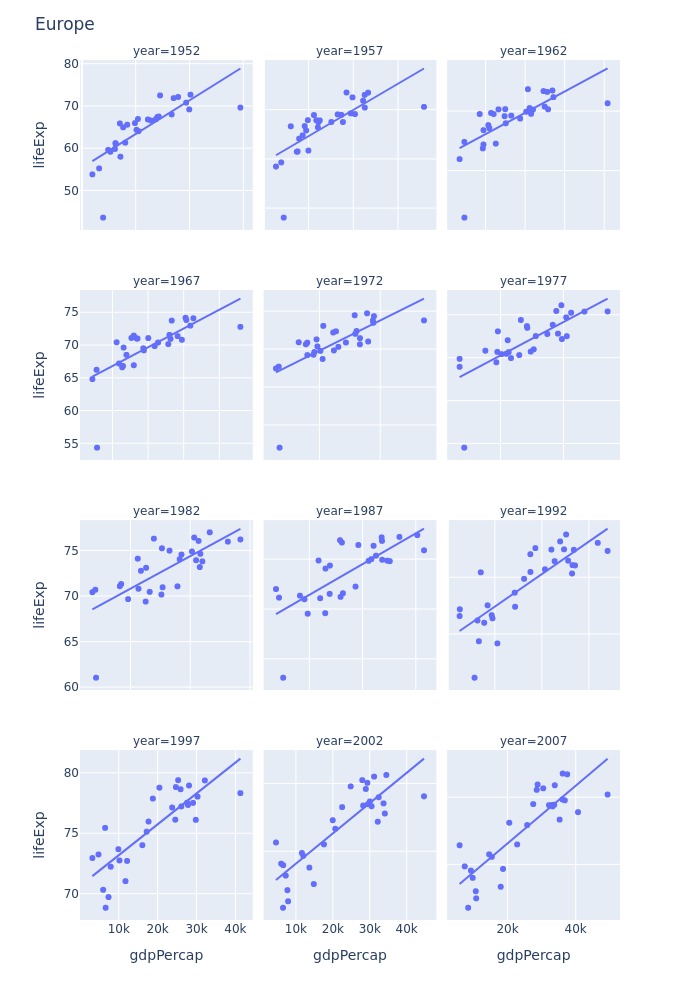 Europe
year=1952 year=1957 year=1962
80
70
60
50
lifeExp
year=1967 year=1972 year=1977
75
70
65
60
55
lifeExp
year=1982 year=1987 year=1992
75
70
65
60
lifeExp
year=1997 year=2002 year=2007
80
75
70
lifeExp
10k 20k 30k 40k 10k 20k 30k 40k 20k 40k
gdpPercap gdpPercap gdpPercap